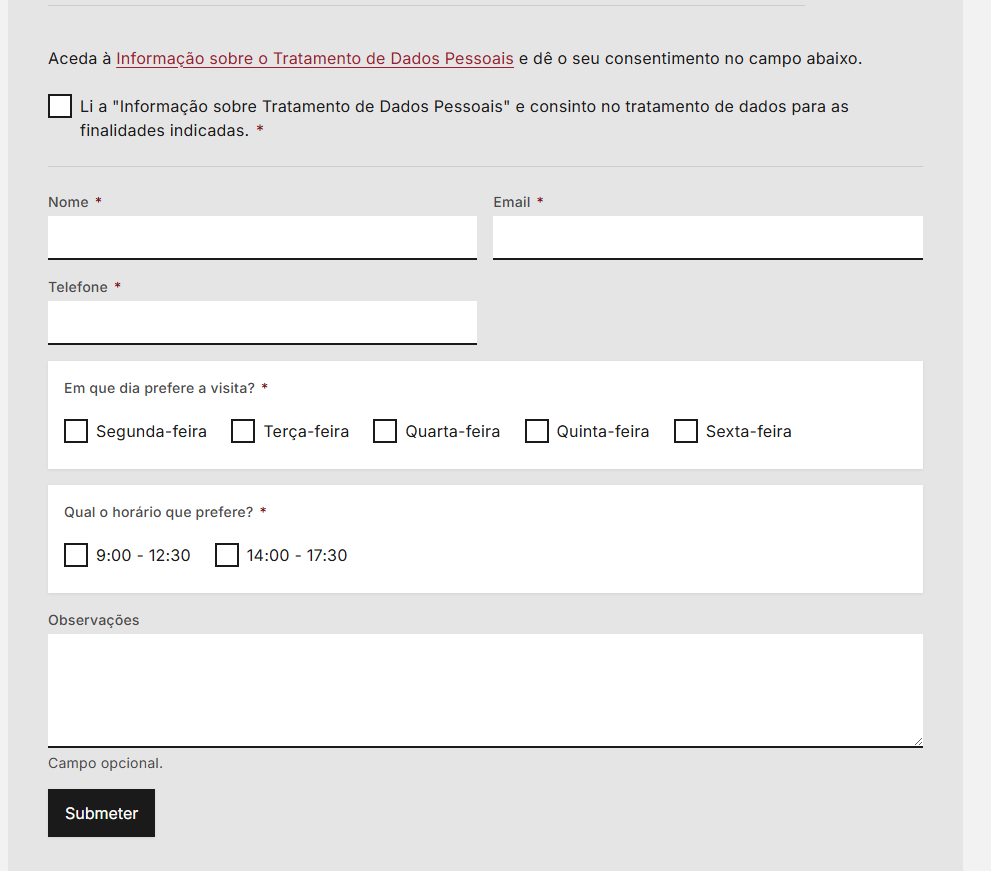 Aceda à Informação sobre o Tratamento de Dados Pessoais e dê o seu consentimento no campo abaixo.
Li a "Informação sobre Tratamento de Dados Pessoais" e consinto no tratamento de dados para as
finalidades indicadas. *
Nome *
Email *
Telefone *
Em que dia prefere a visita? *
Segunda-feira
Terça-feira
Quarta-feira
Quinta-feira
Sexta-feira
Qual o horário que prefere? *
9:00 - 12:30
14:00 - 17:30
Observações
Campo opcional.
Submeter